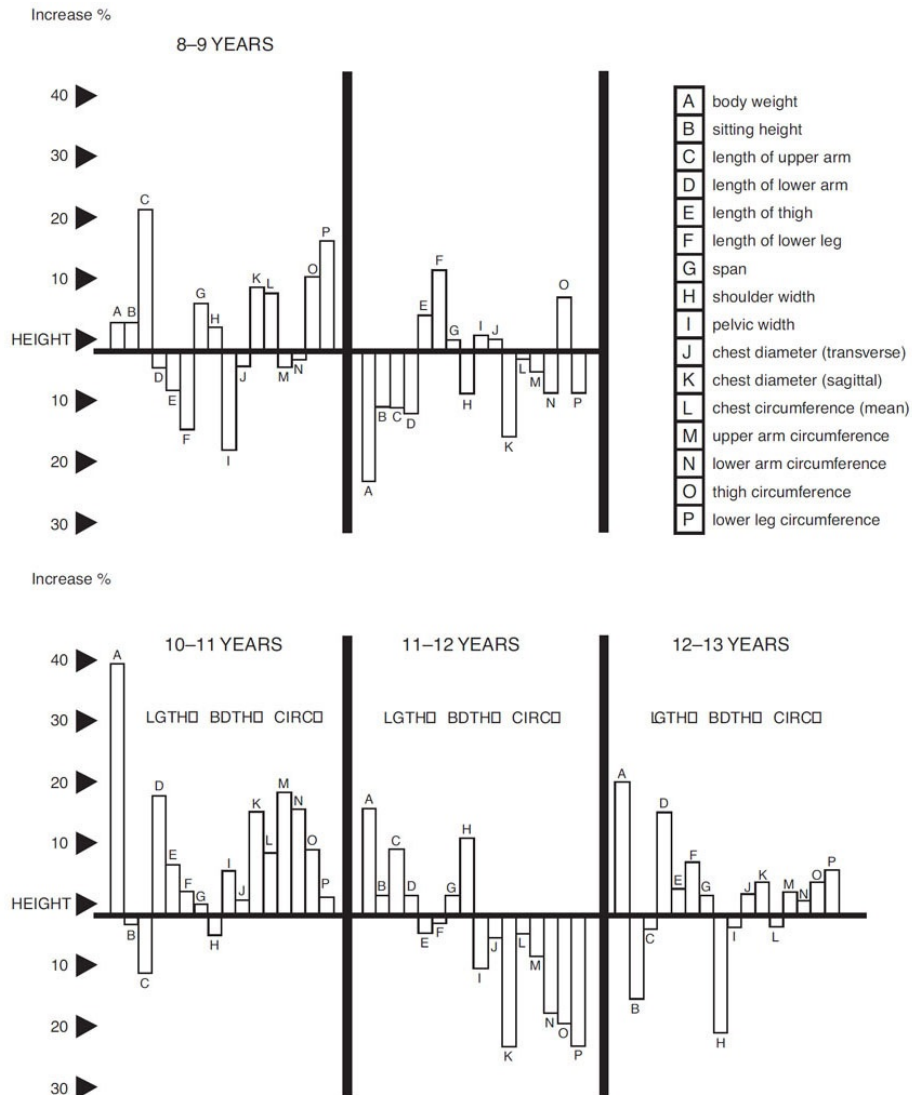 Increase %
8–9 YEARS
40
30
20
10
HEIGHT
10
20
30
A B C D E F G H I J K L M N O P
A B C D E F G H I J K L M N O P
A body weight
B sitting height
C length of upper arm
D length of lower arm
E length of thigh
F length of lower leg
G span
H shoulder width
I pelvic width
J chest diameter (transverse)
K chest diameter (sagittal)
L chest circumference (mean)
M upper arm circumference
N lower arm circumference
O thigh circumference
P lower leg circumference
Increase %
10–11 YEARS 11–12 YEARS 12–13 YEARS
40
30
20
10
HEIGHT
10
20
30
LGTH□ BDTH□ CIRC□ LGTH□ BDTH□ CIRC□ LGTH□ BDTH□ CIRC□
A B C D E F G H I J K L M N O P
A B C D E F G H I J K L M N O P
A B C D E F G H I J K L M N O P